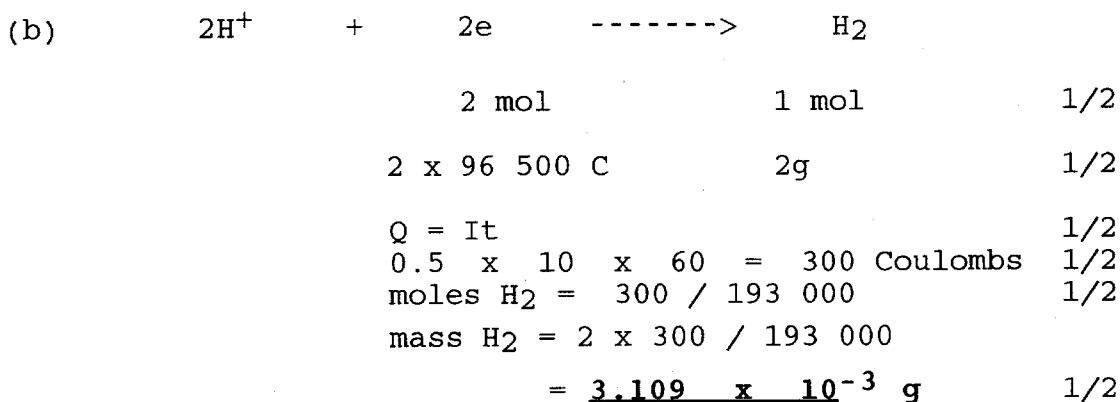 (b) 2H⁺ + 2e -------> H₂
2 mol 1 mol 1/2
2 x 96 500 C 2g 1/2
Q = It 1/2
0.5 x 10 x 60 = 300 Coulombs 1/2
moles H₂ = 300 / 193 000 1/2
mass H₂ = 2 x 300 / 193 000
= 3.109 x 10⁻³ g 1/2